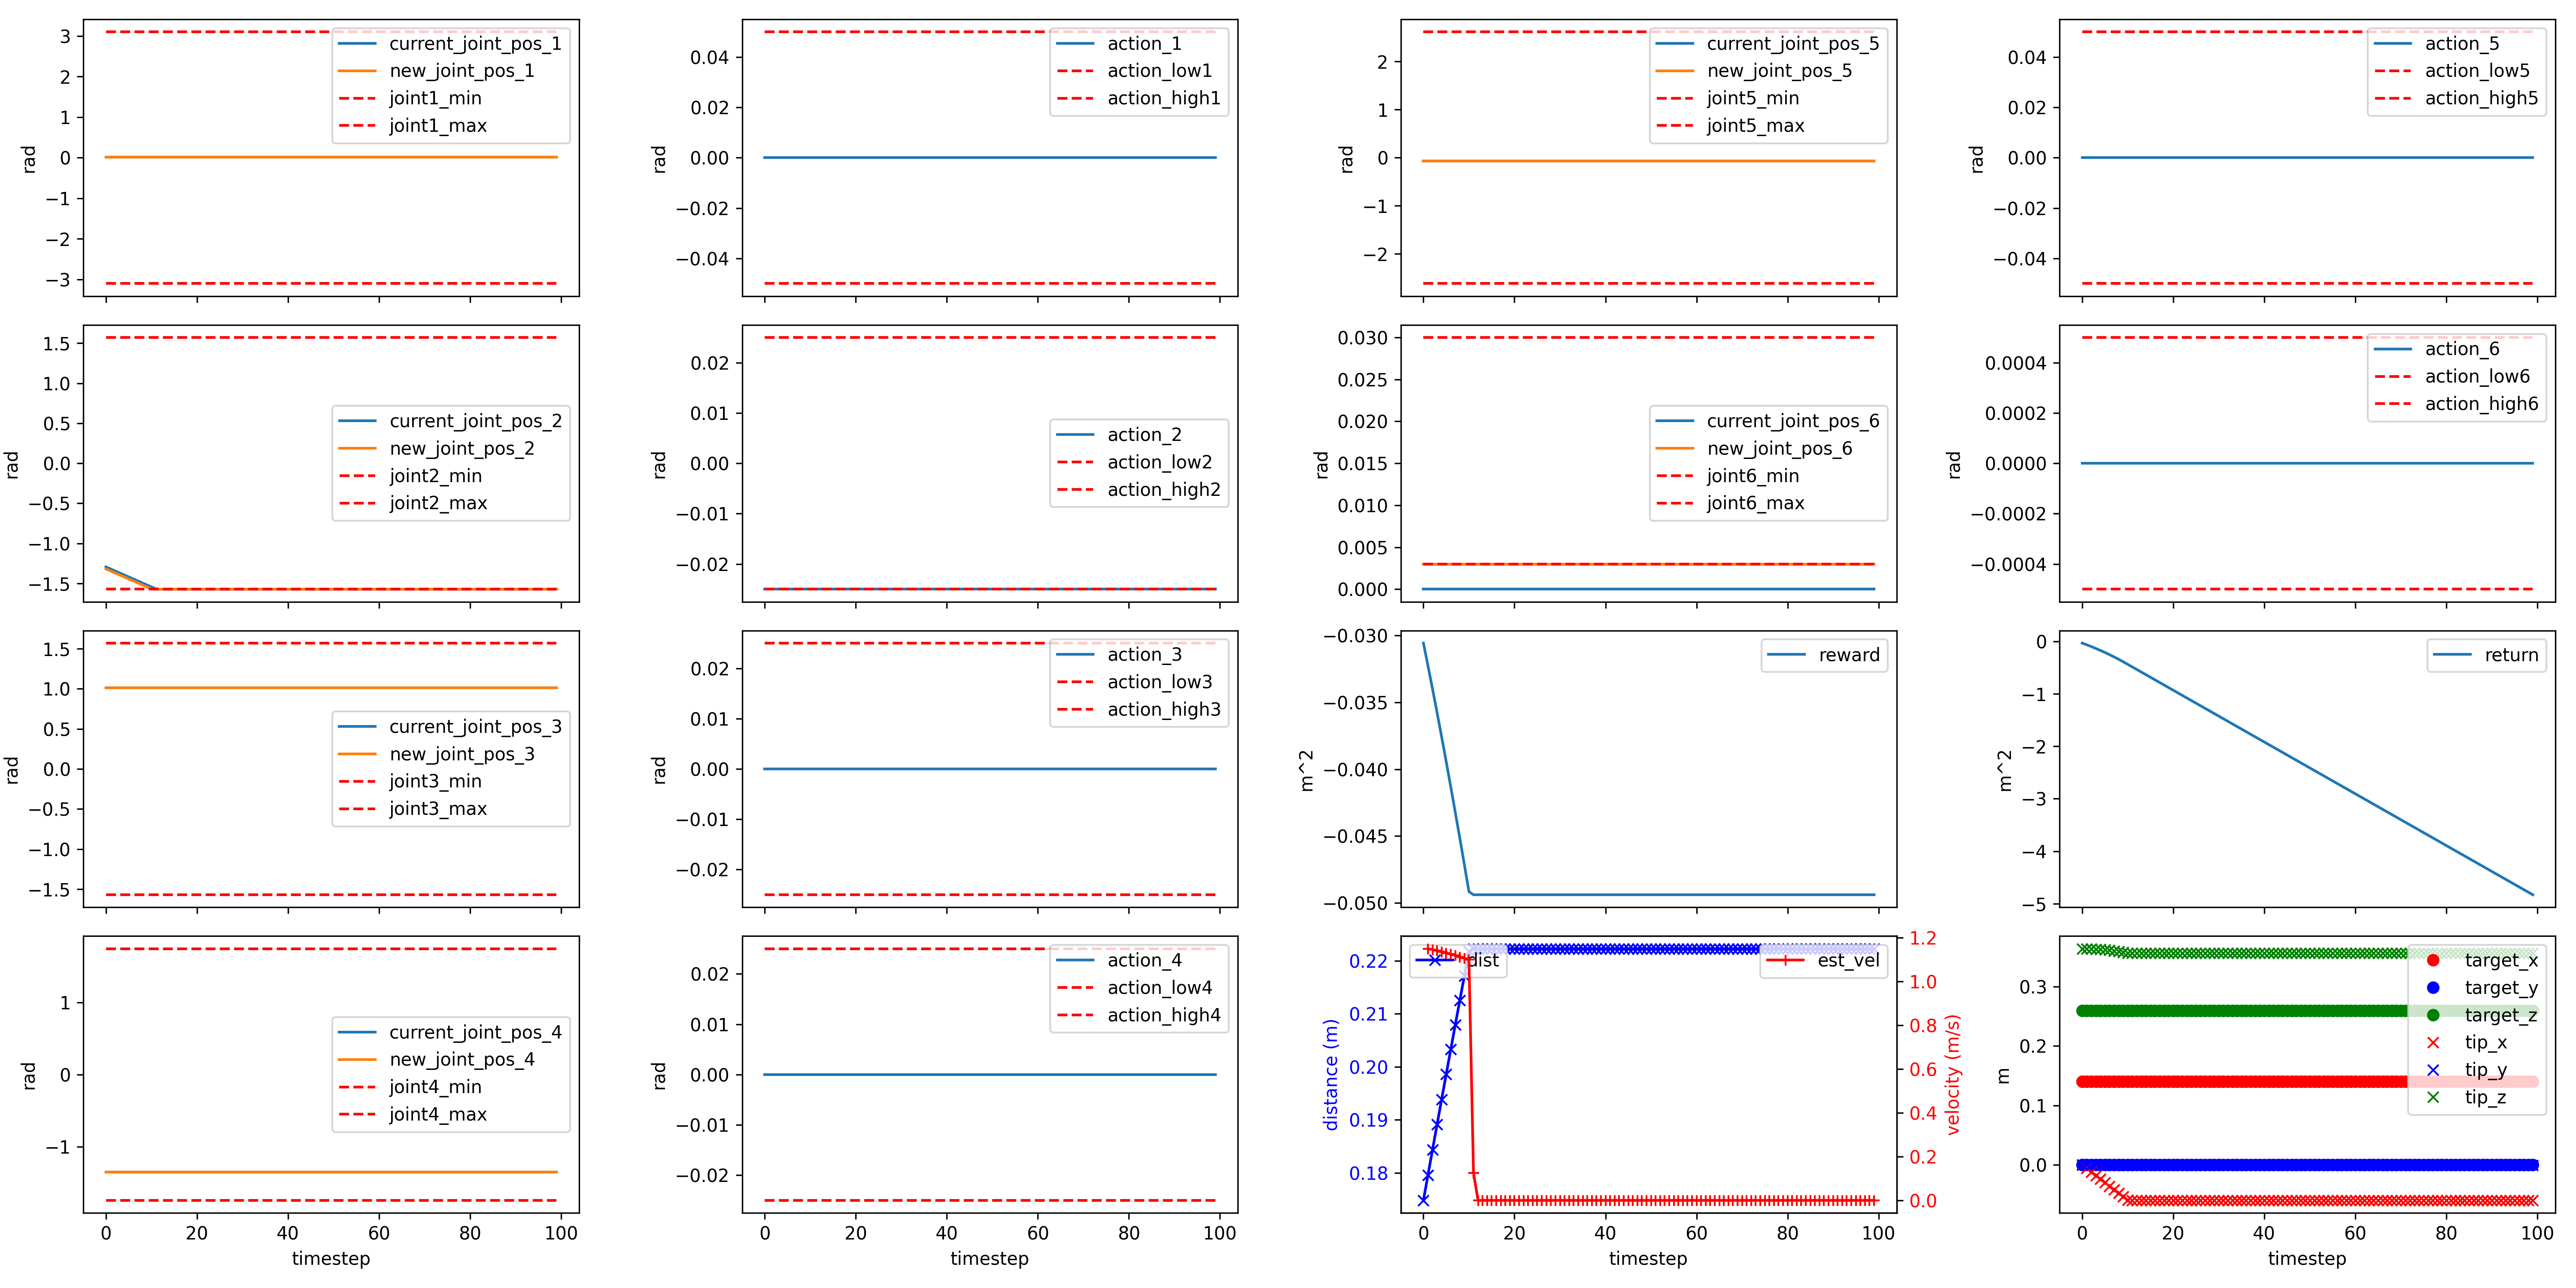 3
2
1
0
−1
−2
−3
rad
current_joint_pos_1
new_joint_pos_1
joint1_min
joint1_max
0.04
0.02
0.00
−0.02
−0.04
rad
action_1
action_low1
action_high1
2
1
0
−1
−2
rad
current_joint_pos_5
new_joint_pos_5
joint5_min
joint5_max
0.04
0.02
0.00
−0.02
−0.04
rad
action_5
action_low5
action_high5
1.5
1.0
0.5
0.0
−0.5
−1.0
−1.5
rad
current_joint_pos_2
new_joint_pos_2
joint2_min
joint2_max
0.02
0.01
0.00
−0.01
−0.02
rad
action_2
action_low2
action_high2
0.030
0.025
0.020
0.015
0.010
0.005
0.000
rad
current_joint_pos_6
new_joint_pos_6
joint6_min
joint6_max
0.0004
0.0002
0.0000
−0.0002
−0.0004
rad
action_6
action_low6
action_high6
1.5
1.0
0.5
0.0
−0.5
−1.0
−1.5
rad
current_joint_pos_3
new_joint_pos_3
joint3_min
joint3_max
0.02
0.01
0.00
−0.01
−0.02
rad
action_3
action_low3
action_high3
−0.030
−0.035
−0.040
−0.045
−0.050
m^2
reward
0
−1
−2
−3
−4
−5
m^2
return
1
0
−1
rad
current_joint_pos_4
new_joint_pos_4
joint4_min
joint4_max
0 20 40 60 80 100
timestep
0.02
0.01
0.00
−0.01
−0.02
rad
action_4
action_low4
action_high4
0 20 40 60 80 100
timestep
0.22
0.21
0.20
0.19
0.18
distance (m)
dist
est_vel
1.2
1.0
0.8
0.6
0.4
0.2
0.0
velocity (m/s)
0 20 40 60 80 100
timestep
0.3
0.2
0.1
0.0
m
target_x
target_y
target_z
tip_x
tip_y
tip_z
0 20 40 60 80 100
timestep